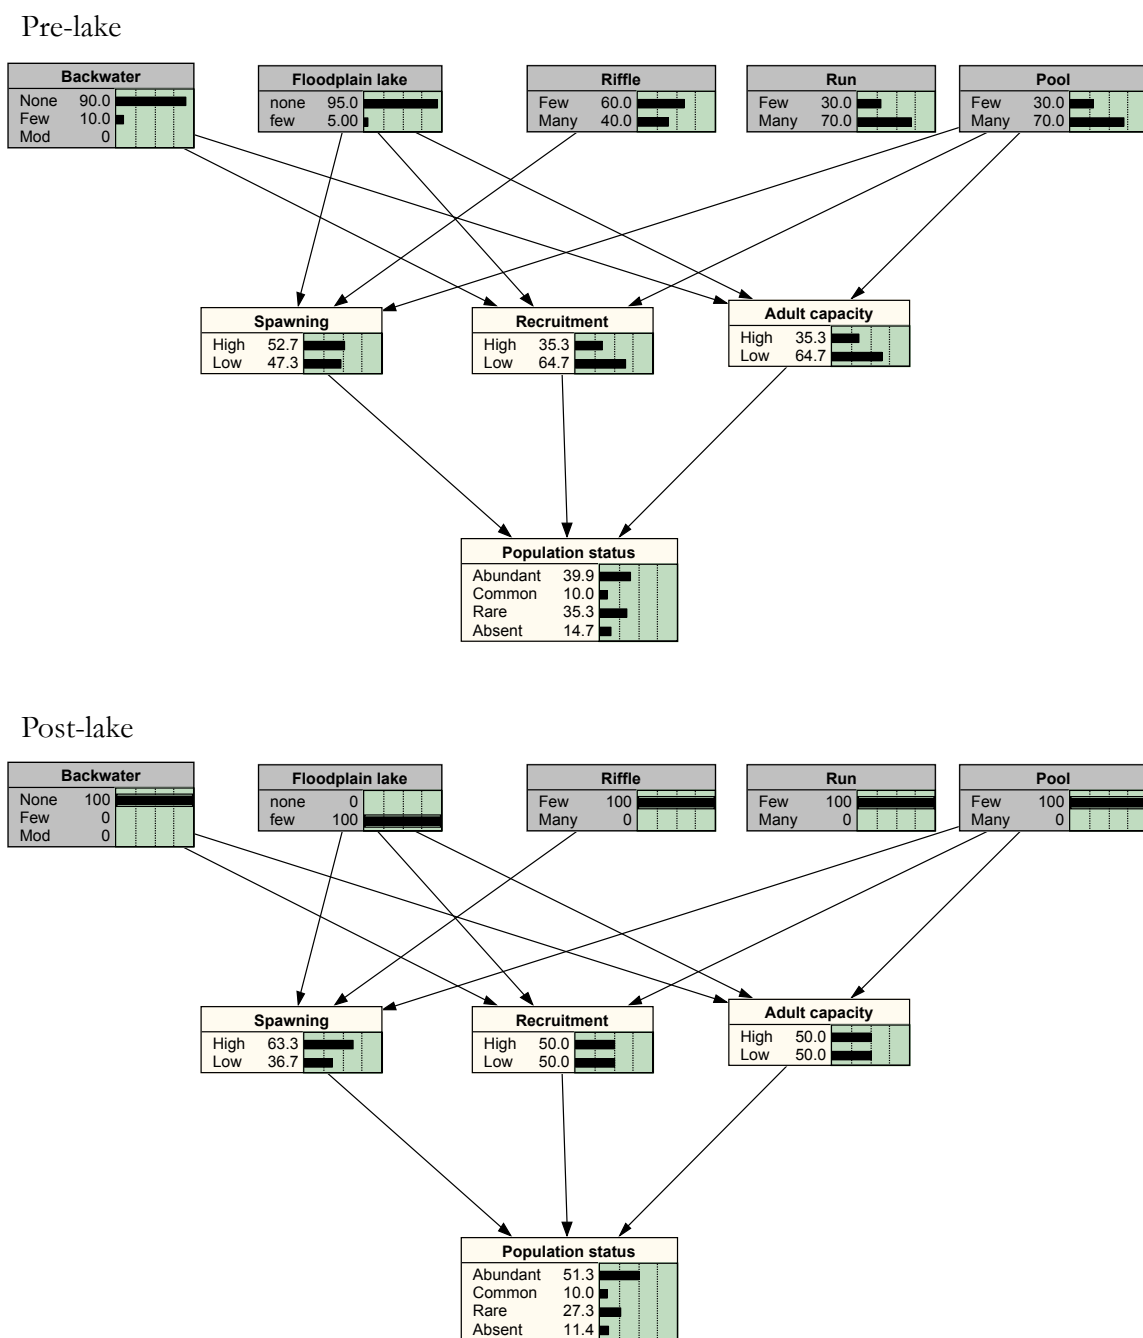 Pre-lake
Backwater
None 90.0
Few 10.0
Mod 0
Floodplain lake
none 95.0
few 5.00
Riffle
Few 60.0
Many 40.0
Run
Few 30.0
Many 70.0
Pool
Few 30.0
Many 70.0
Spawning
High 52.7
Low 47.3
Recruitment
High 35.3
Low 64.7
Adult capacity
High 35.3
Low 64.7
Population status
Abundant 39.9
Common 10.0
Rare 35.3
Absent 14.7
Post-lake
Backwater
None 100
Few 0
Mod 0
Floodplain lake
none 0
few 100
Riffle
Few 100
Many 0
Run
Few 100
Many 0
Pool
Few 100
Many 0
Spawning
High 63.3
Low 36.7
Recruitment
High 50.0
Low 50.0
Adult capacity
High 50.0
Low 50.0
Population status
Abundant 51.3
Common 10.0
Rare 27.3
Absent 11.4